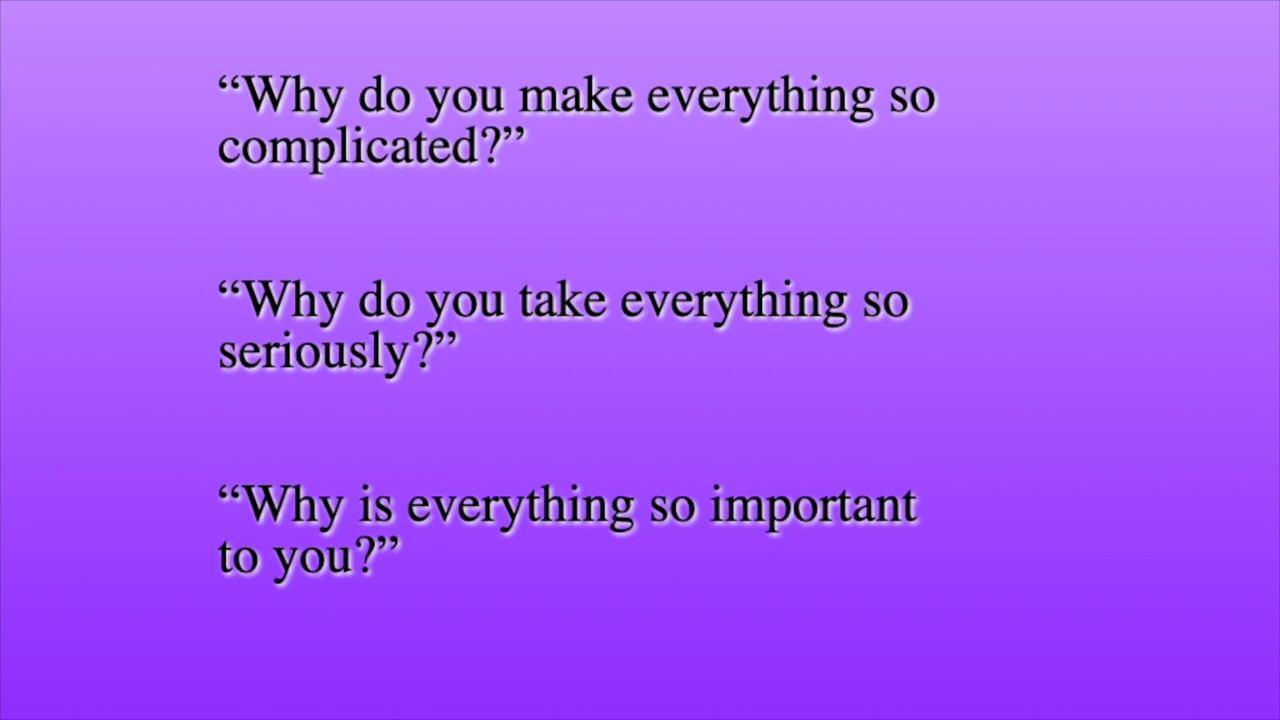 “Why do you make everything so
complicated?”
“Why do you take everything so
seriously?”
“Why is everything so important
to you?”